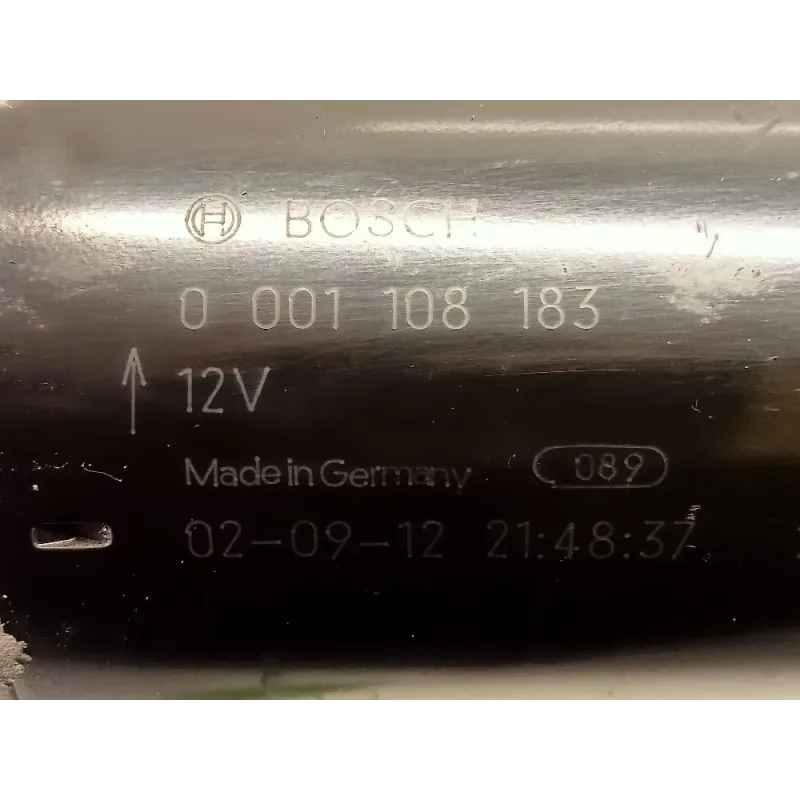 BOSCH
0 001 108 183
12V
Made in Germany 089
02-09-12 21:48:37